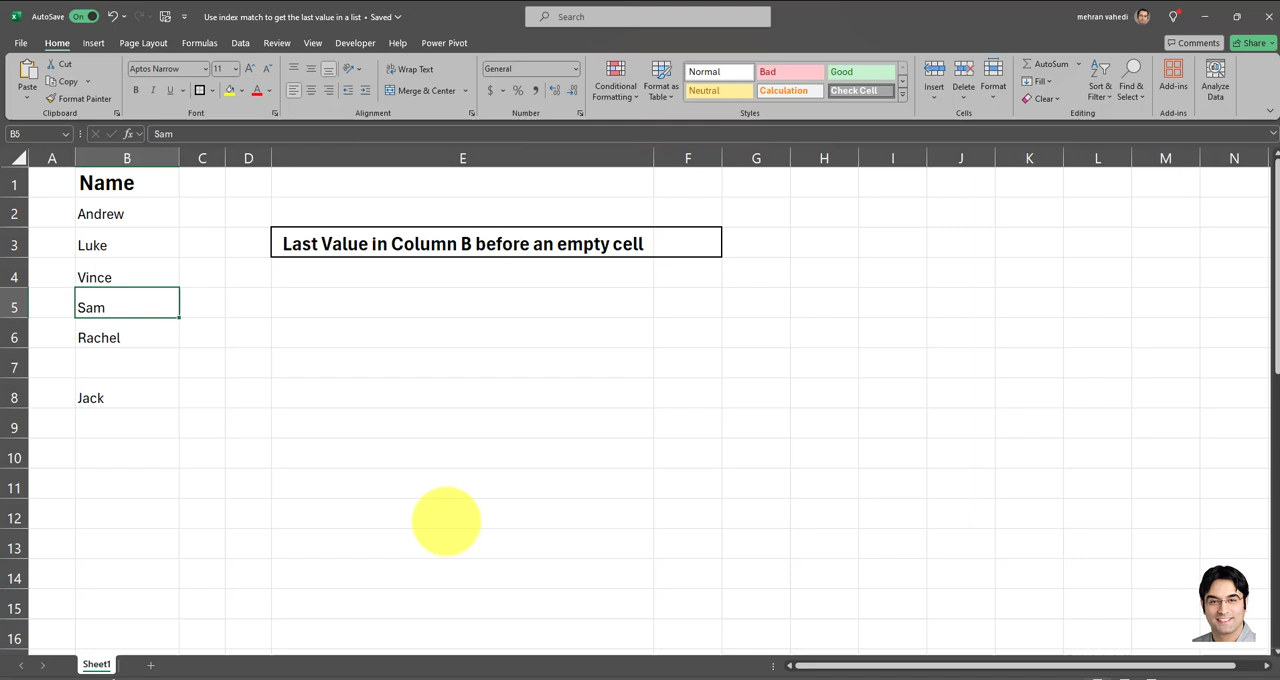 AutoSave On Use index match to get the last value in a list • Saved Search mehran vahedi
File Home Insert Page Layout Formulas Data Review View Developer Help Power Pivot Comments Share
Paste Cut Copy Format Painter Clipboard
Aptos Narrow 11 A A B I U A Font
Wrap Text Merge & Center Alignment
General $ % , Number
Conditional Formatting Format as Table Normal Bad Good Neutral Calculation Check Cell Styles
Insert Delete Format Cells
AutoSum Fill Clear Sort & Filter Find & Select Editing
Add-ins Add-ins
Analyze Data
B5 fx Sam
A B C D E F G H I J K L M N
1 Name
2 Andrew
3 Luke Last Value in Column B before an empty cell
4 Vince
5 Sam
6 Rachel
7
8 Jack
9
10
11
12
13
14
15
16
Sheet1